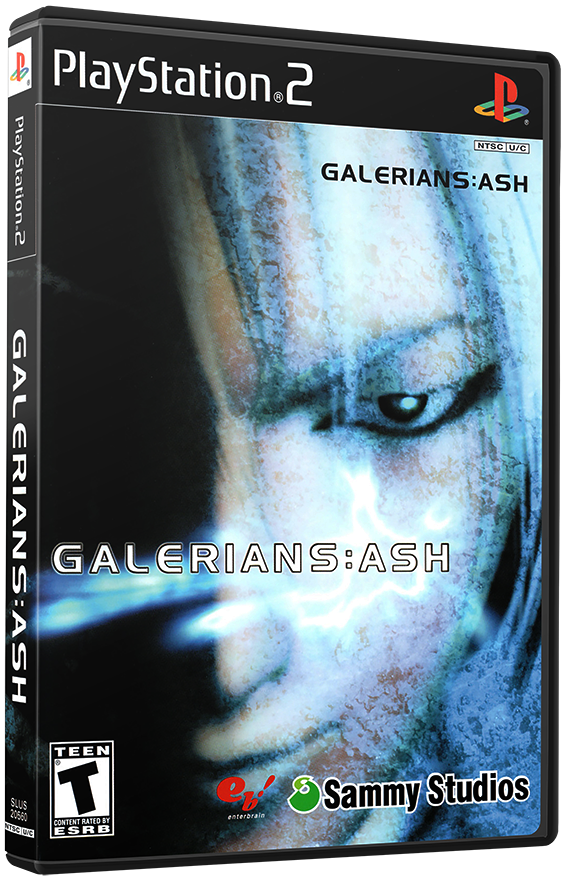 PlayStation®2
NTSC U/C
GALERIANS:ASH
GALERIANS:ASH
TEEN
T
®
CONTENT RATED BY
ESRB
eb!
enterbrain
Sammy Studios
PlayStation®2
GALERIANS:ASH
SLUS
20560
NTSC U/C